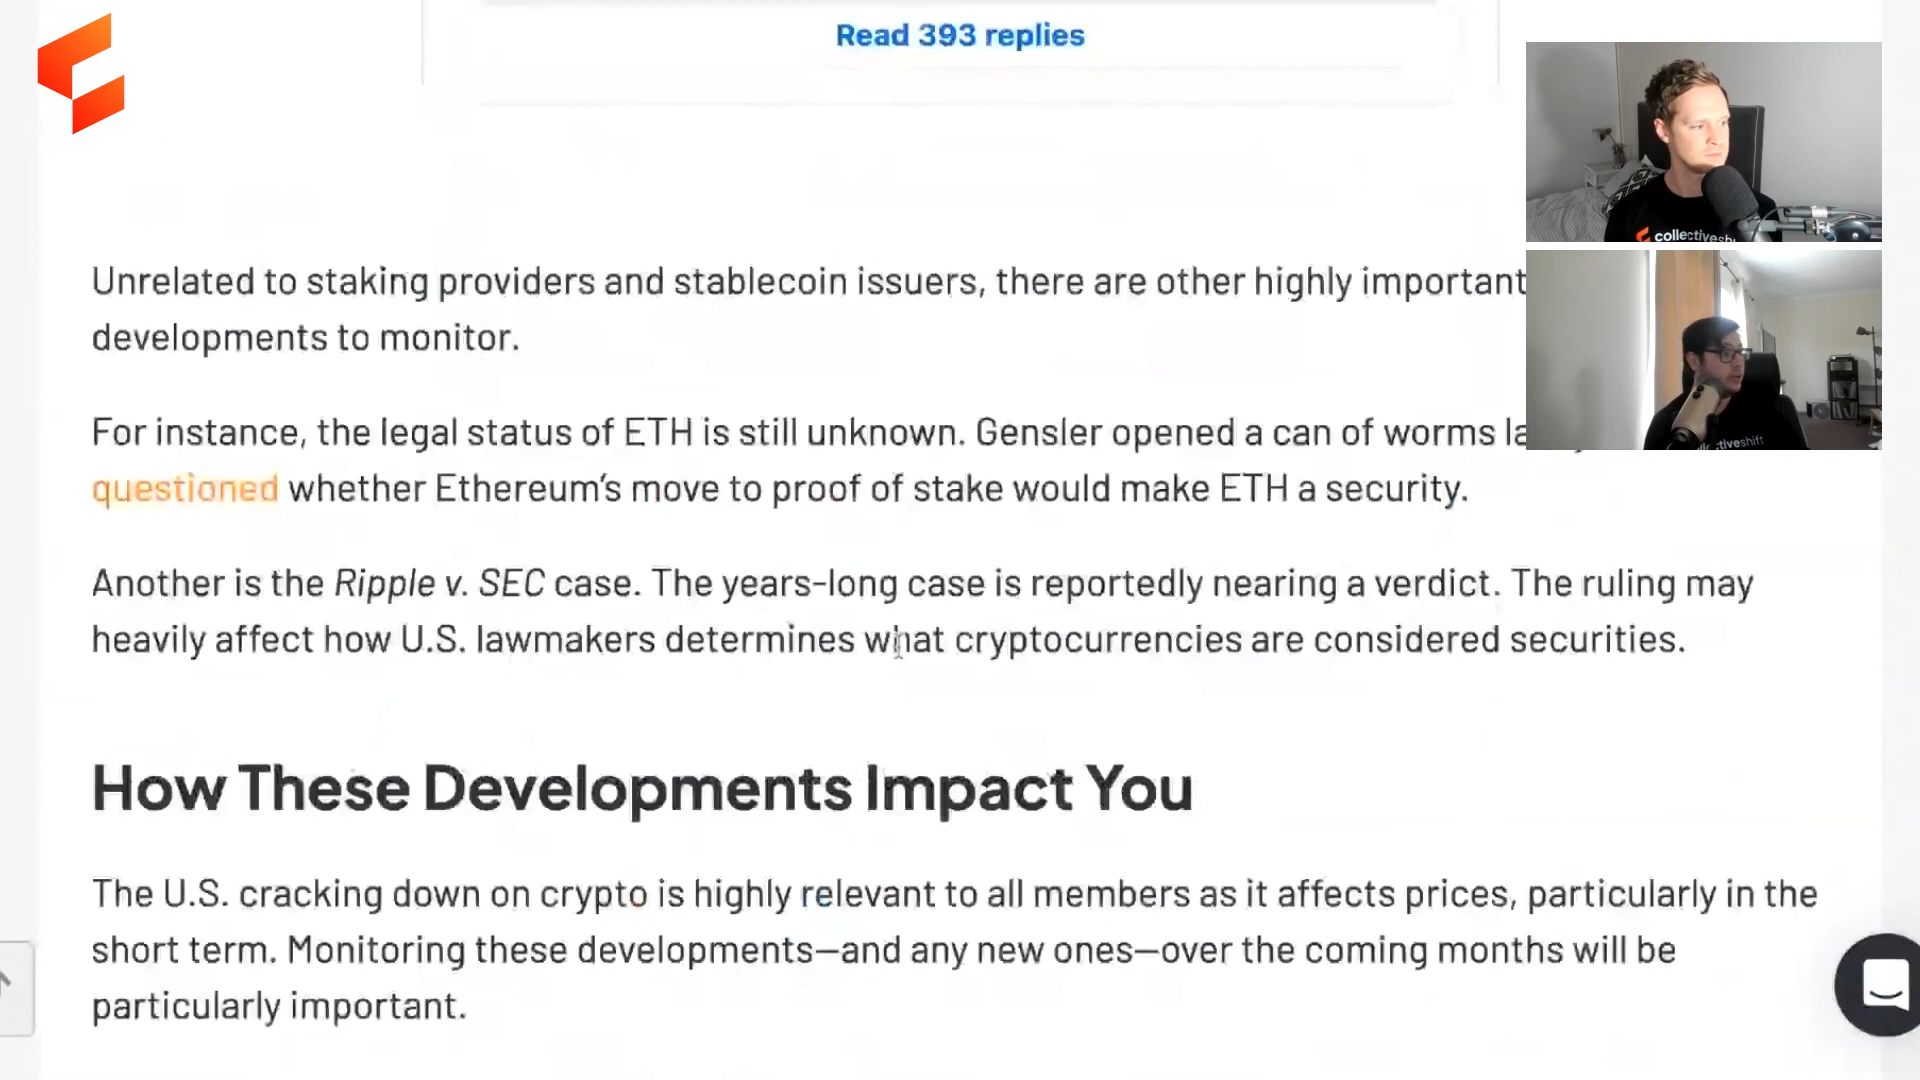 Read 393 replies
collectivesh
Unrelated to staking providers and stablecoin issuers, there are other highly important
developments to monitor.
For instance, the legal status of ETH is still unknown. Gensler opened a can of worms
tiveshift
questioned whether Ethereum's move to proof of stake would make ETH a security.
Another is the Ripple v. SEC case. The years-long case is reportedly nearing a verdict. The ruling may
heavily affect how U.S. lawmakers determines what cryptocurrencies are considered securities.
How These Developments Impact You
The U.S. cracking down on crypto is highly relevant to all members as it affects prices, particularly in the
short term. Monitoring these developments—and any new ones—over the coming months will be
particularly important.